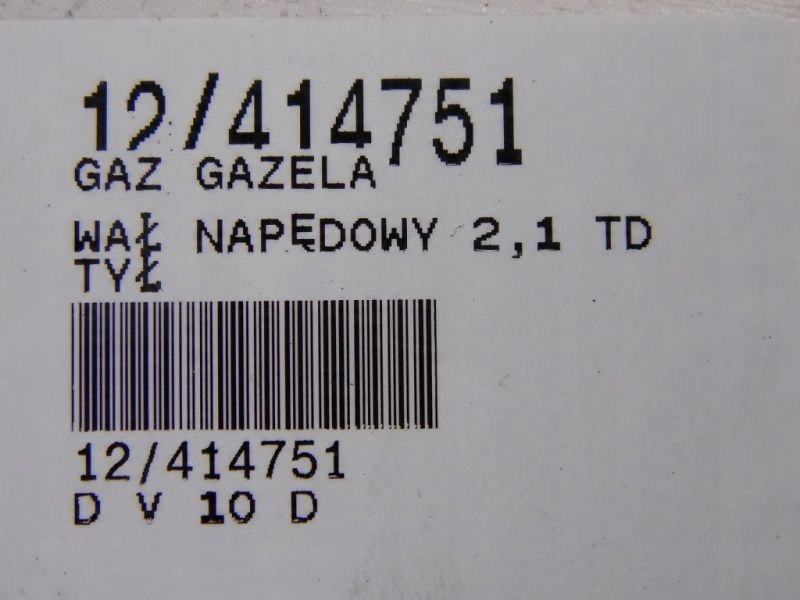 12/414751
GAZ GAZELA
WAŁ NAPĘDOWY 2,1 TD
TYŁ
12/414751
D V 10 D